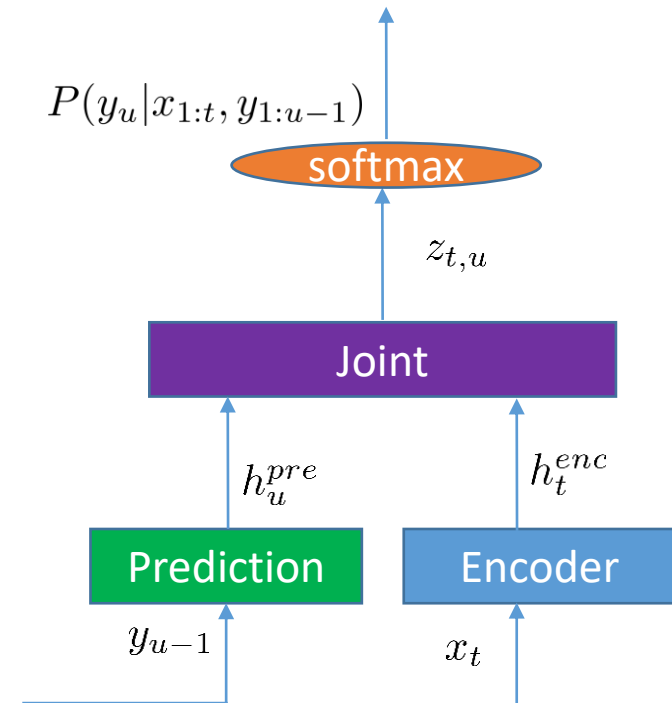 P(y_u|x_{1:t}, y_{1:u−1})
softmax
z_{t,u}
Joint
h_u^{pre}
h_t^{enc}
Prediction
Encoder
y_{u−1}
x_t